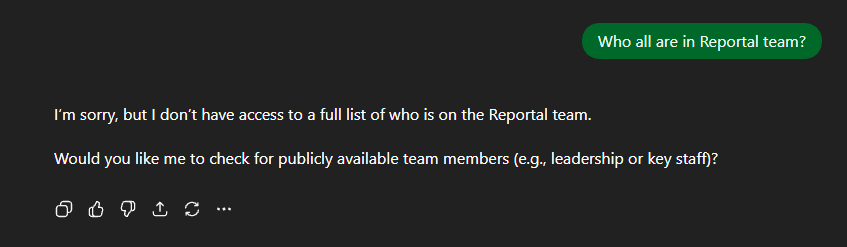 Who all are in Reportal team?
I’m sorry, but I don’t have access to a full list of who is on the Reportal team.
Would you like me to check for publicly available team members (e.g., leadership or key staff)?